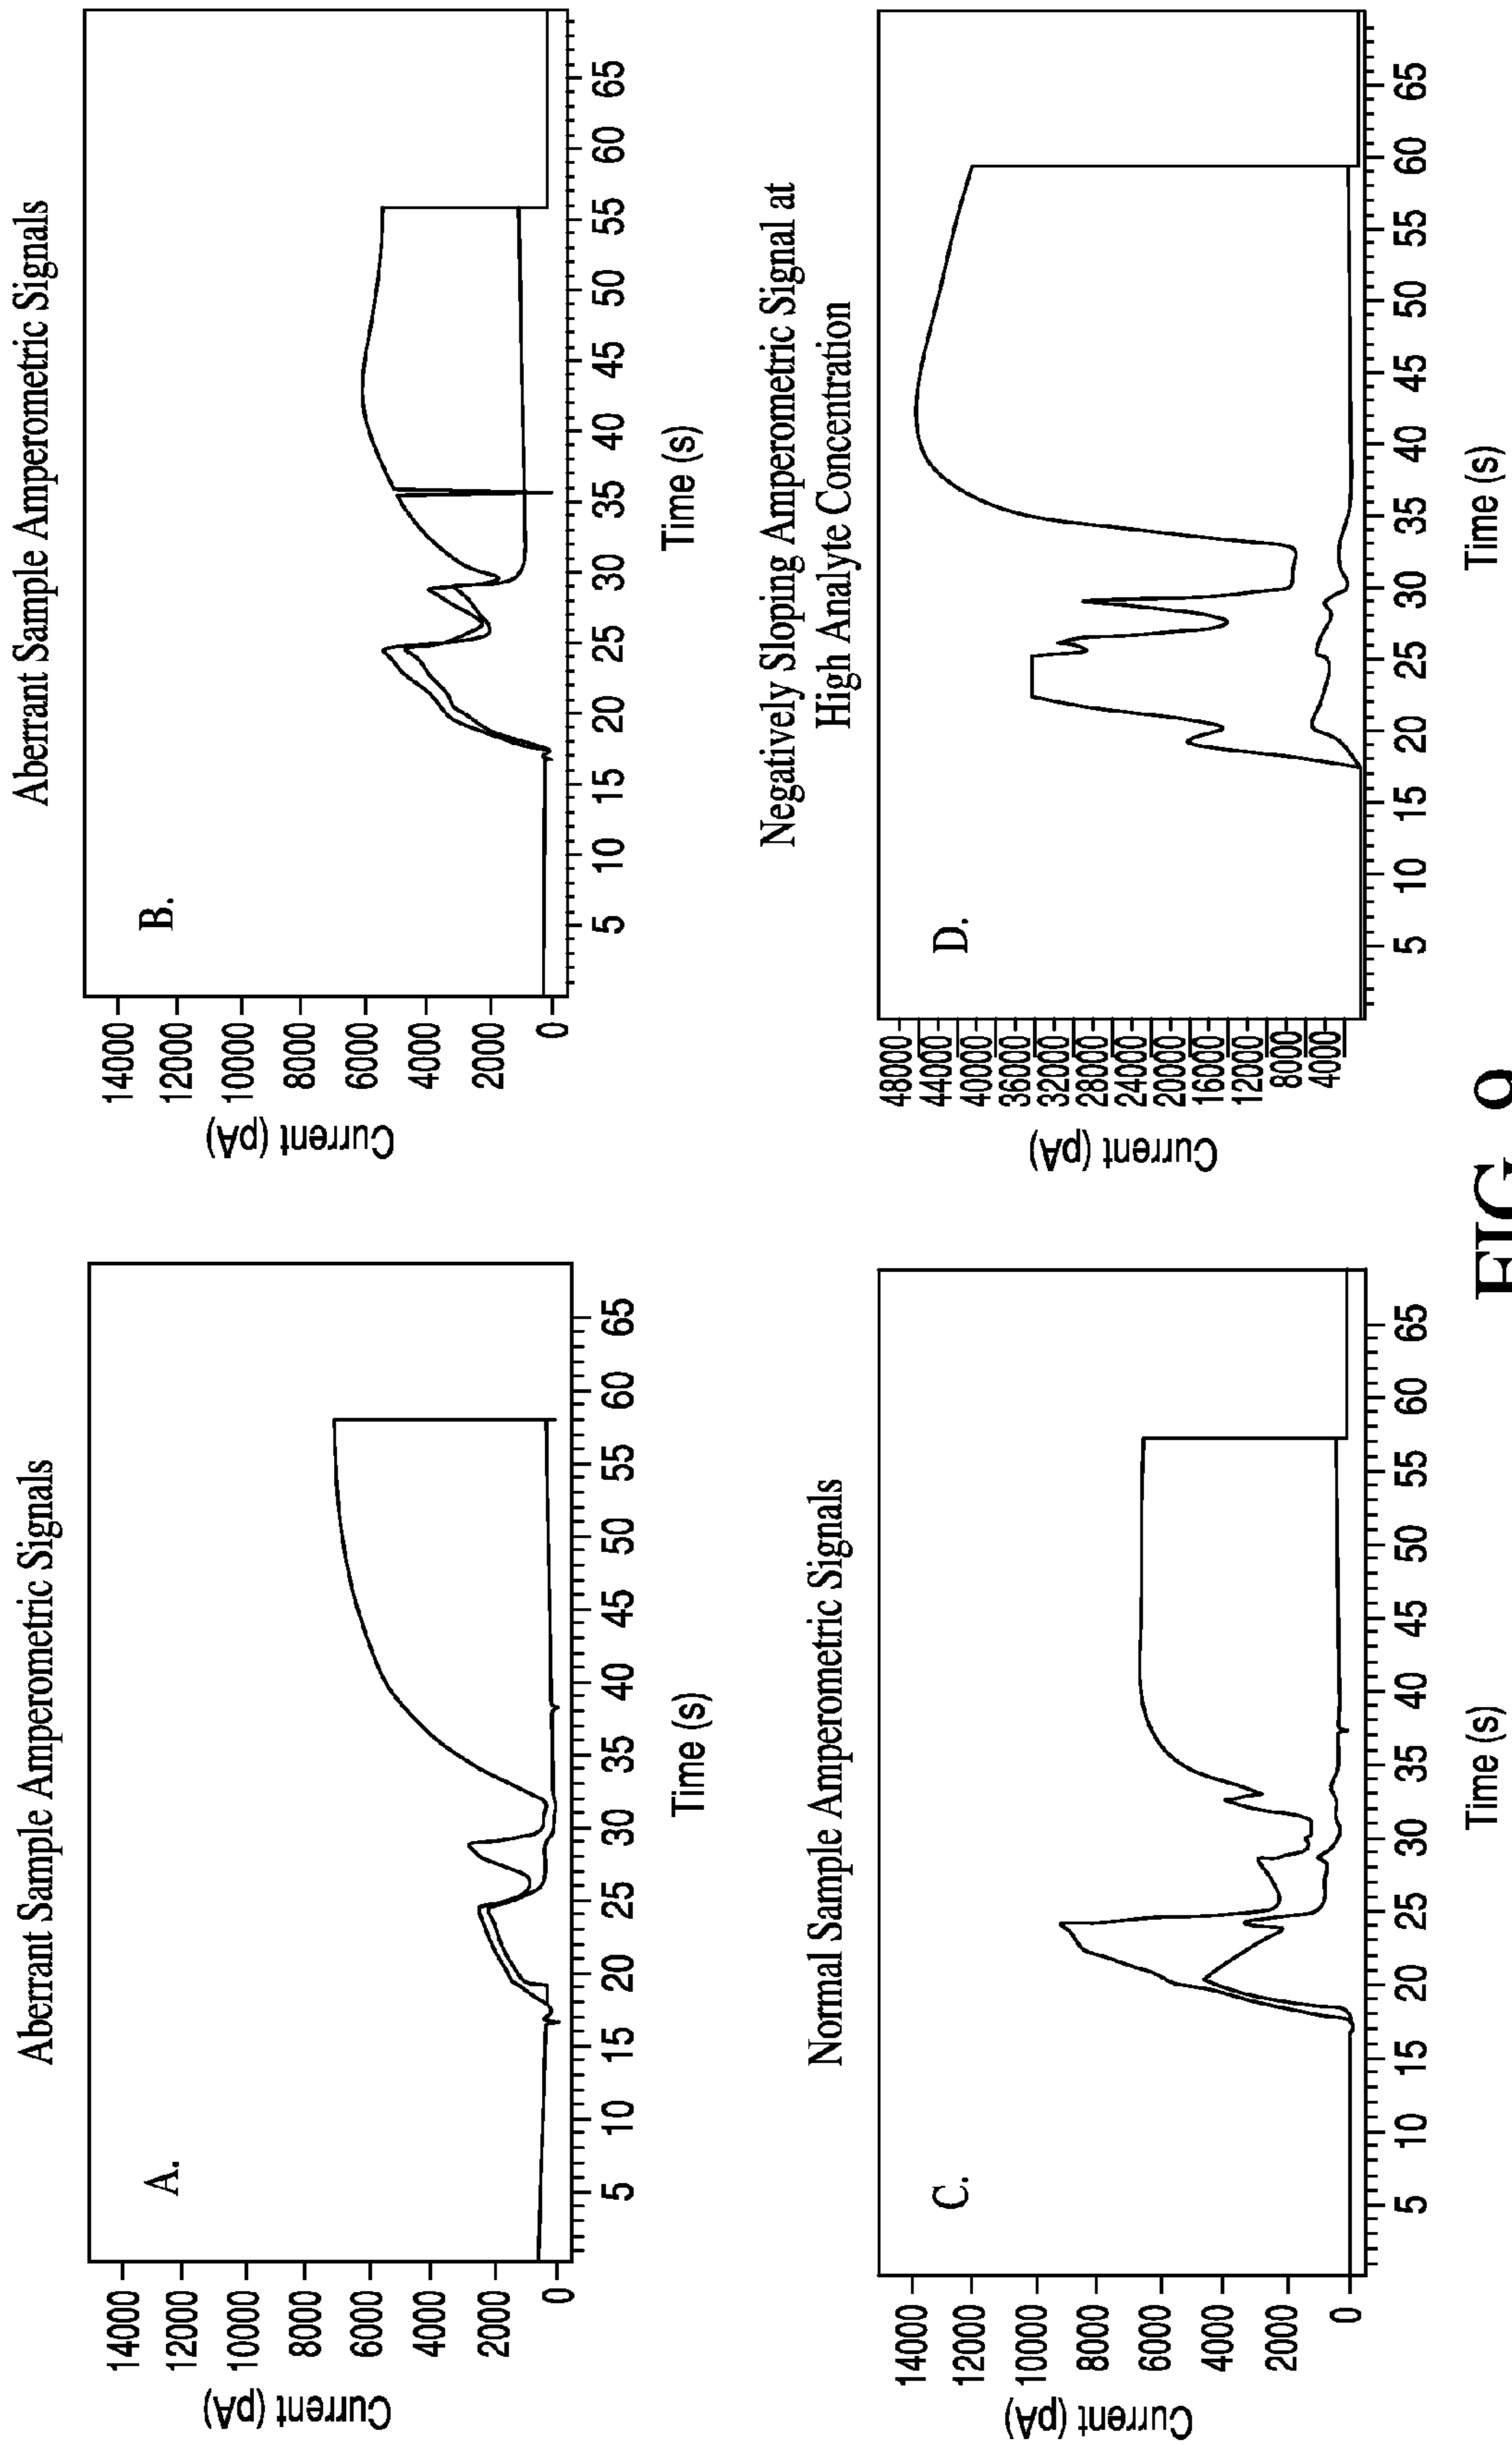 Aberrant Sample Amperometric Signals
A.
Current (pA)
14000
12000
10000
8000
6000
4000
2000
0
5 10 15 20 25 30 35 40 45 50 55 60 65
Time (s)
Aberrant Sample Amperometric Signals
B.
Current (pA)
14000
12000
10000
8000
6000
4000
2000
0
5 10 15 20 25 30 35 40 45 50 55 60 65
Time (s)
Normal Sample Amperometric Signals
C.
Current (pA)
14000
12000
10000
8000
6000
4000
2000
0
5 10 15 20 25 30 35 40 45 50 55 60 65
Time (s)
Negatively Sloping Amperometric Signal at
High Analyte Concentration
D.
Current (pA)
48000
44000
40000
36000
32000
28000
24000
20000
16000
12000
8000
4000
5 10 15 20 25 30 35 40 45 50 55 60 65
Time (s)
FIG